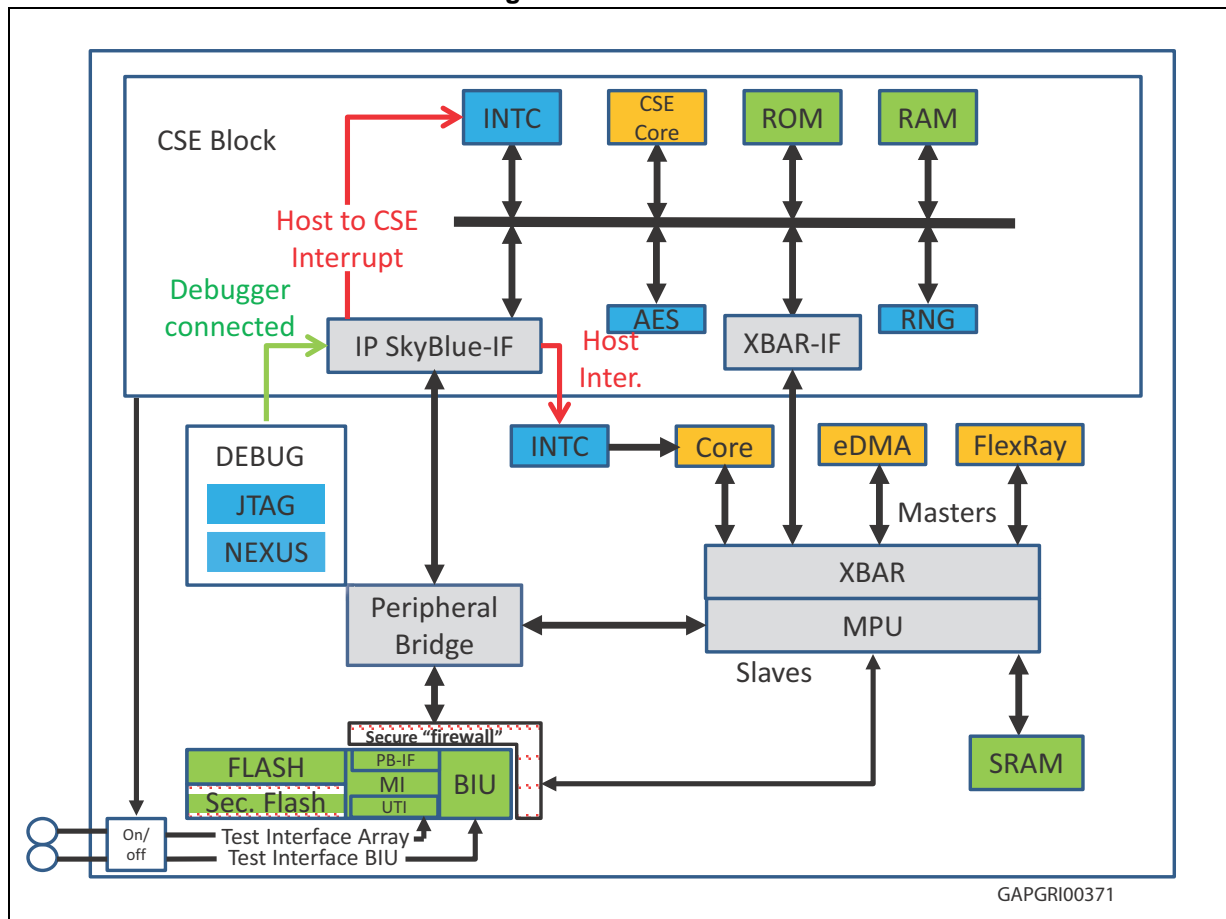 g
INTC
CSE
Core
ROM
RAM
CSE Block
Host to CSE
Interrupt
Debugger
connected
AES
RNG
IP SkyBlue-IF
XBAR-IF
Host
Inter.
INTC
Core
eDMA
FlexRay
DEBUG
JTAG
NEXUS
Masters
XBAR
MPU
Peripheral
Bridge
Slaves
Secure "firewall"
FLASH
PB-IF
MI
BIU
Sec. Flash
UTI
SRAM
On/
off
Test Interface Array
Test Interface BIU
GAPGRI00371